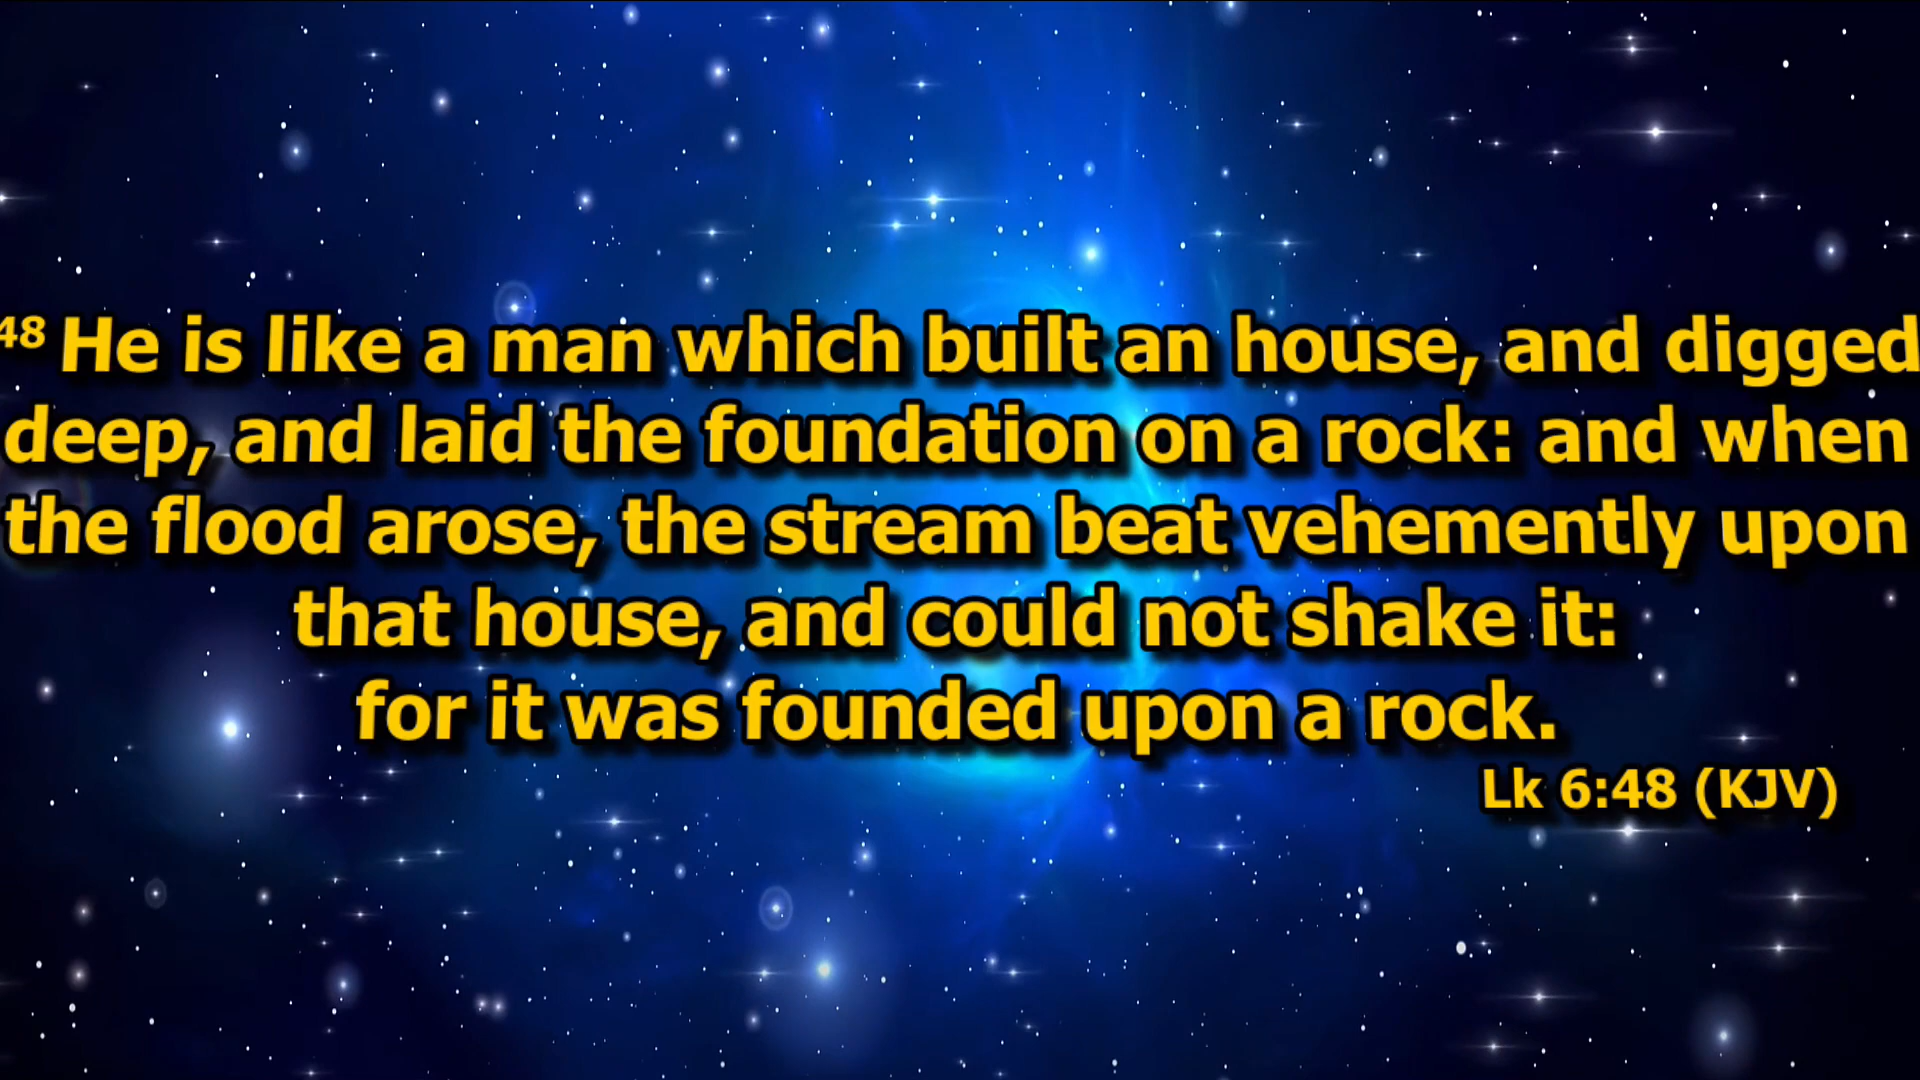 48 He is like a man which built an house, and digged
deep, and laid the foundation on a rock: and when
the flood arose, the stream beat vehemently upon
that house, and could not shake it:
for it was founded upon a rock.
Lk 6:48 (KJV)